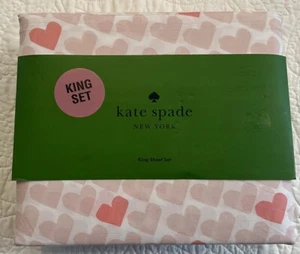 KING
SET
kate spade
NEW YORK
King Sheet Set